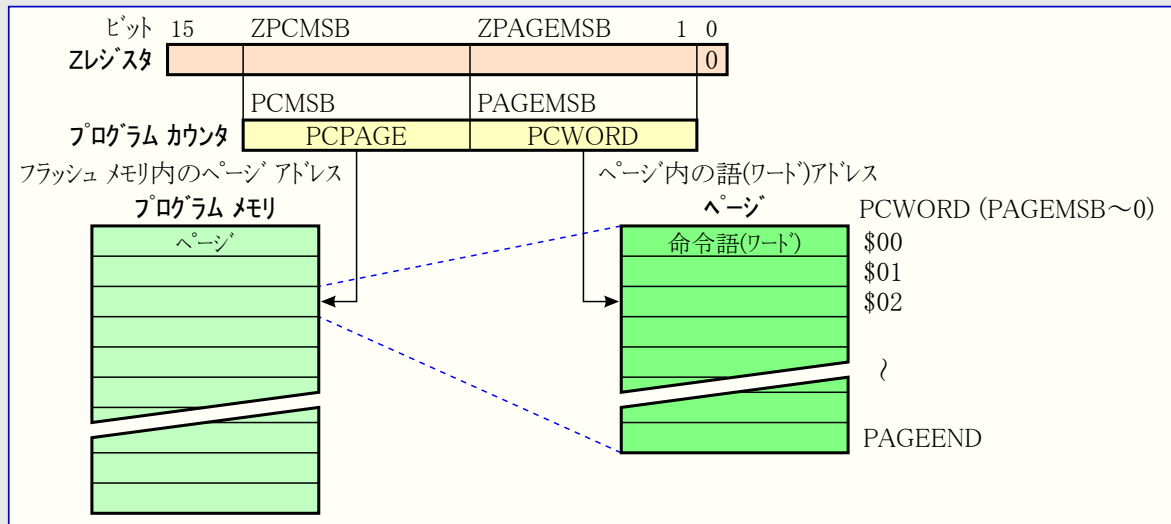 ビット 15 ZPCMSB ZPAGEMSB 1 0
Zレジスタ 0
PCMSB PAGEMSB
プログラム カウンタ PCPAGE PCWORD
フラッシュ メモリ内のページ アドレス ページ内の語(ワード)アドレス
プログラム メモリ ページ PCWORD (PAGEMSB～0)
ページ 命令語(ワード) $00
$01
$02
～
PAGEEND